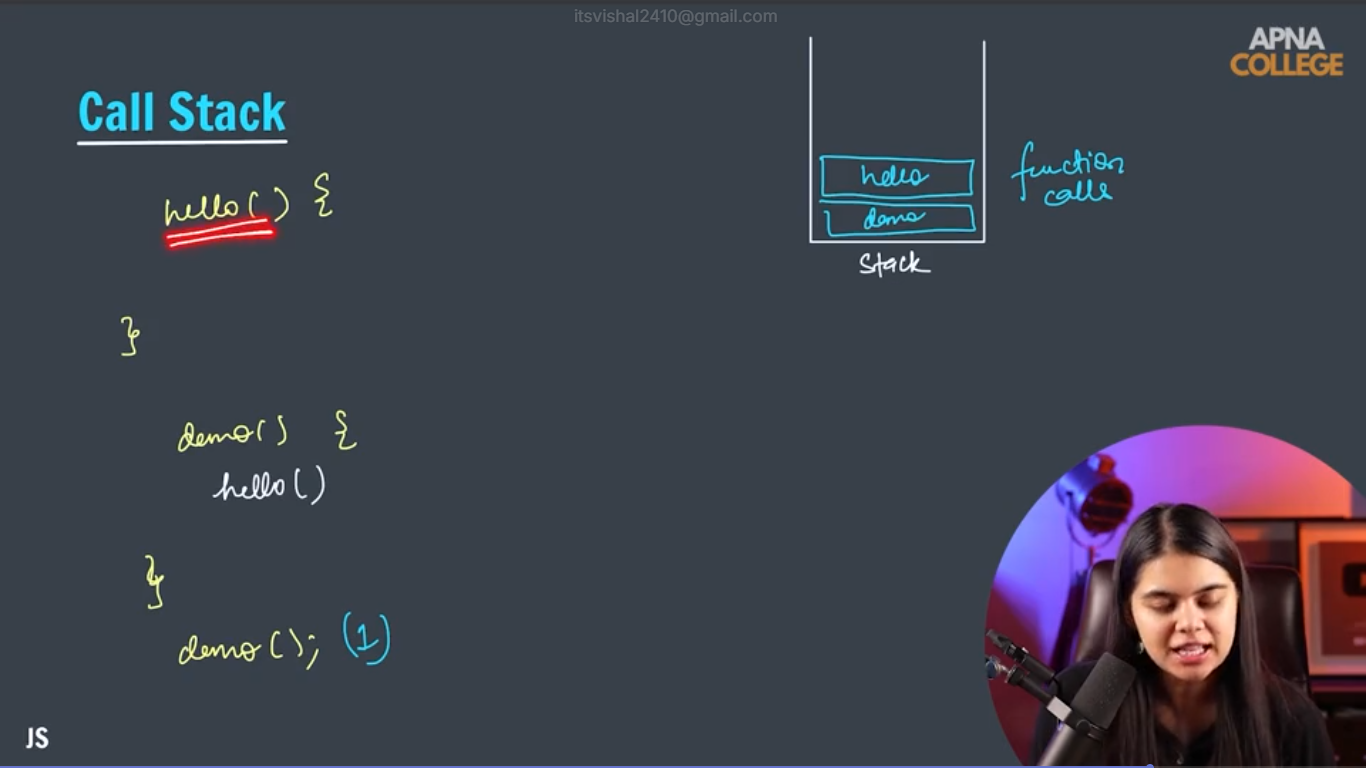 itsvishal2410@gmail.com
APNA
COLLEGE
Call Stack
hello() {
}
demo() {
hello()
}
demo(); (1)
hello
demo
Stack
function
calls
JS